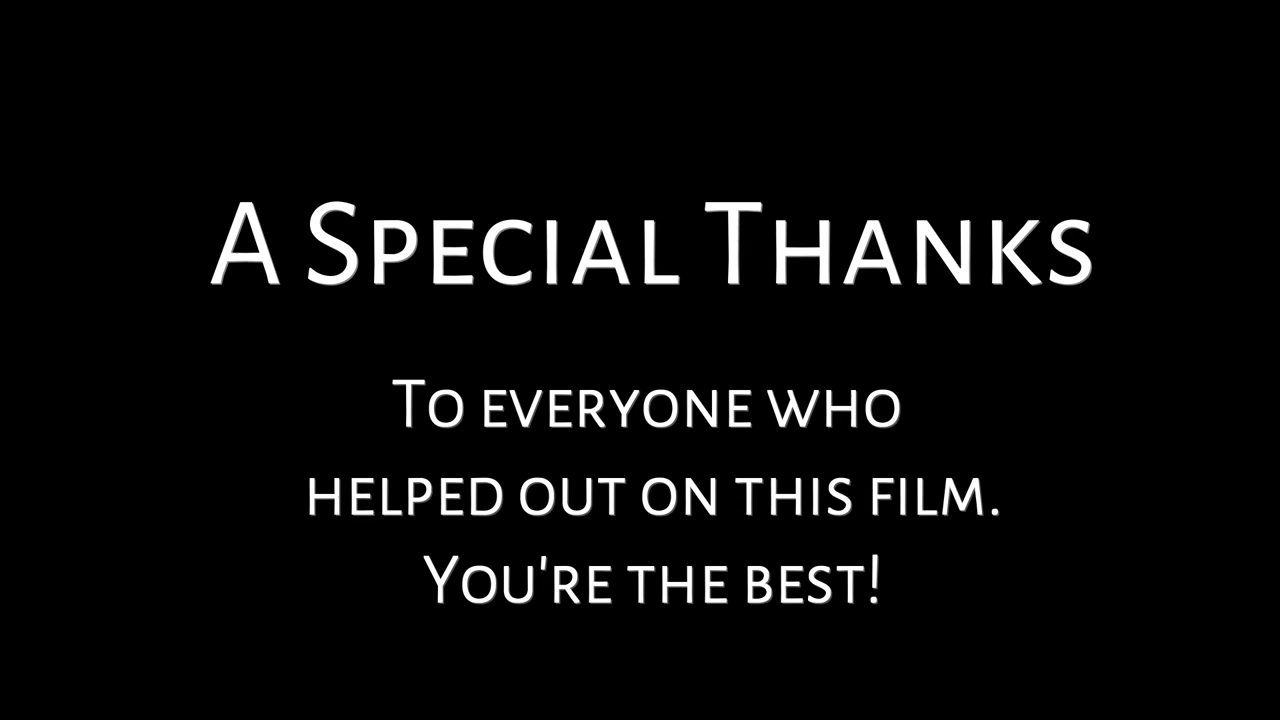 A Special Thanks
To everyone who
helped out on this film.
You're the best!